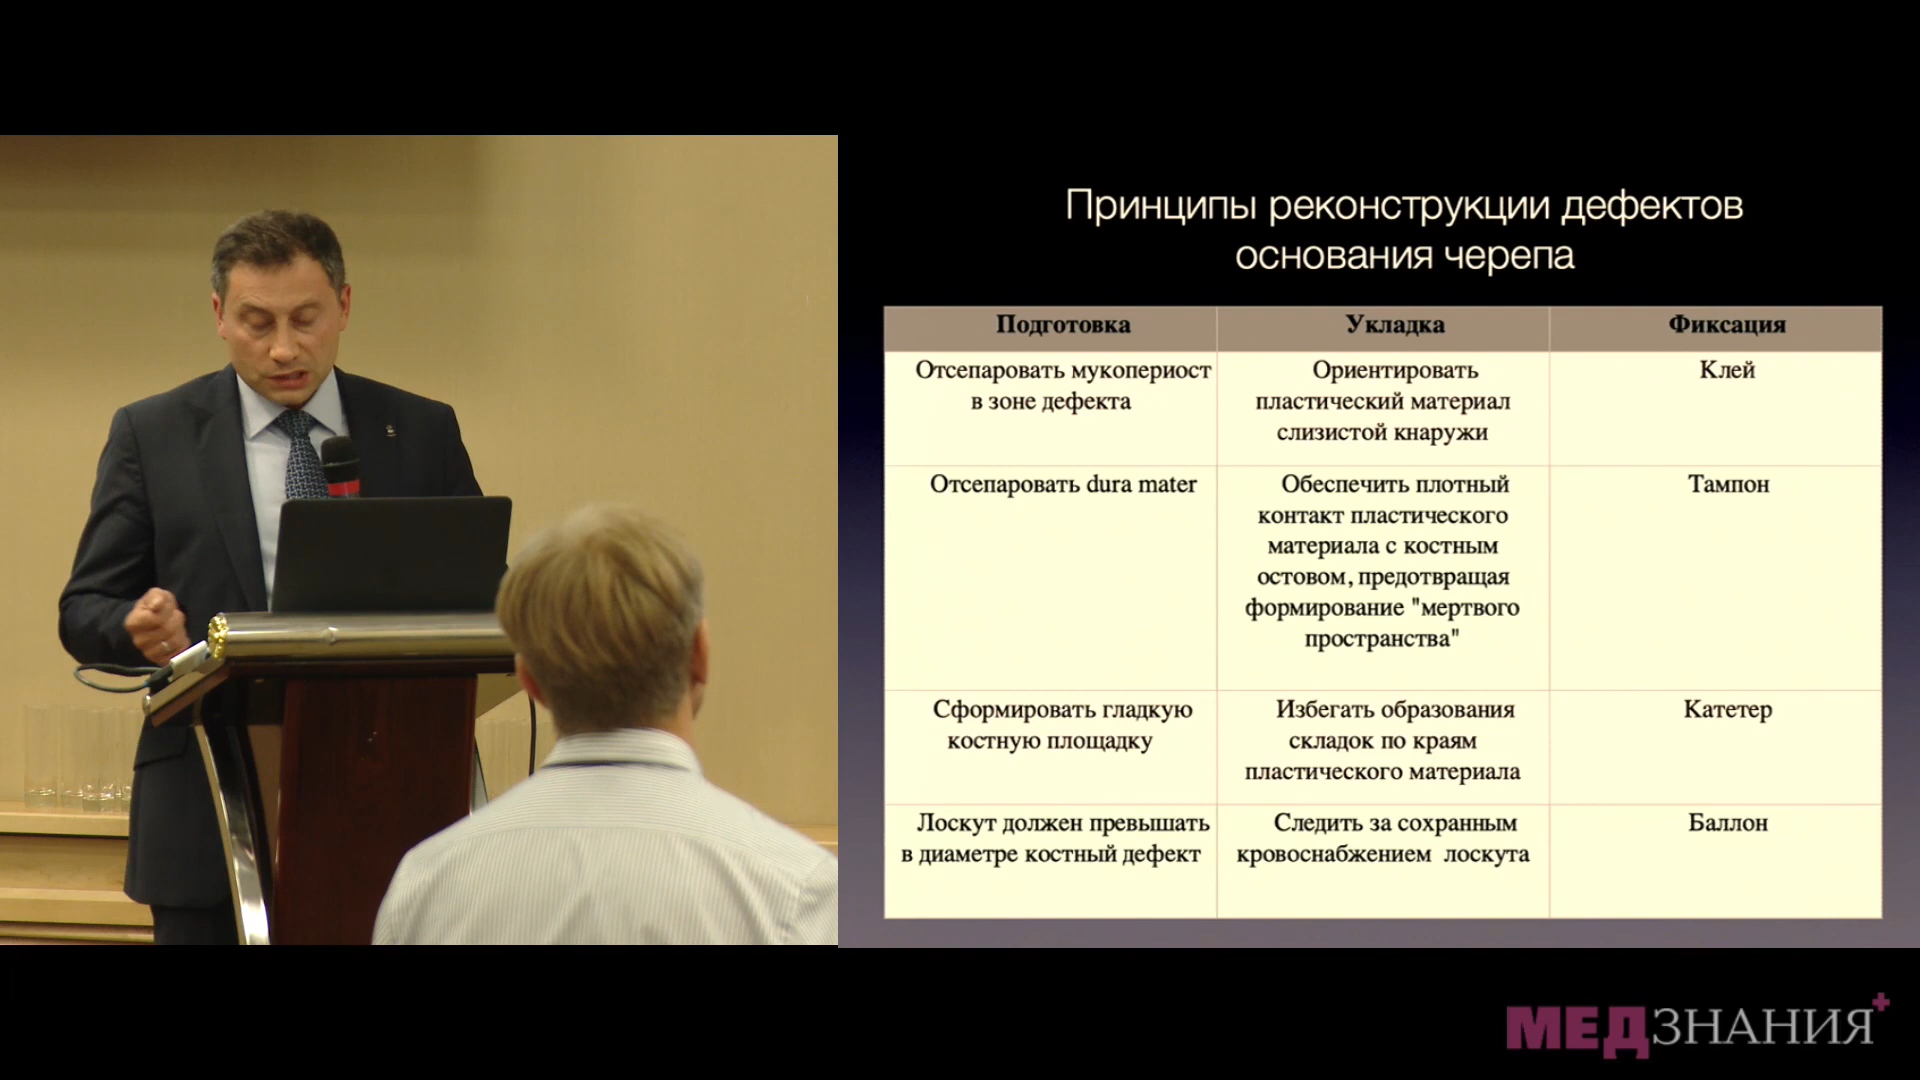 Принципы реконструкции дефектов
основания черепа
Подготовка
Укладка
Фиксация
Отсепаровать мукопериост
в зоне дефекта
Ориентировать
пластический материал
слизистой кнаружи
Клей
Отсепаровать dura mater
Обеспечить плотный
контакт пластического
материала с костным
остовом, предотвращая
формирование "мертвого
пространства"
Тампон
Сформировать гладкую
костную площадку
Избегать образования
складок по краям
пластического материала
Катетер
Лоскут должен превышать
в диаметре костный дефект
Следить за сохранным
кровоснабжением лоскута
Баллон
МЕДЗНАНИЯ+